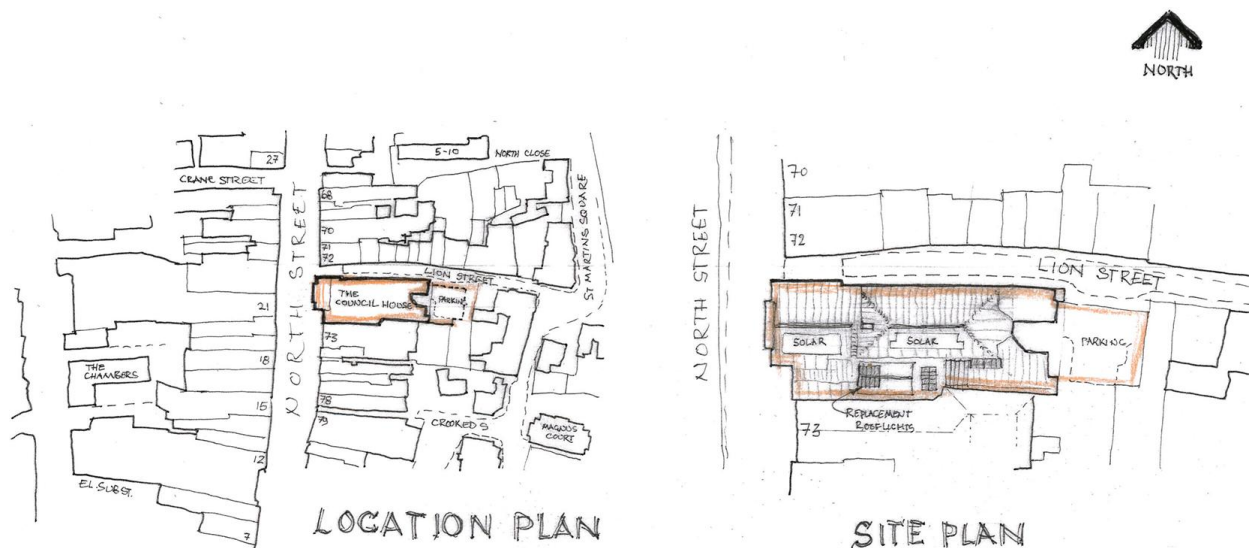 NORTH
27
CRANE STREET
5-10
NORTH CLOSE
ST MARTINS SQUARE
NORTH STREET
68
70
71
72
LION STREET
THE
COUNCIL HOUSE
PARKING
21
73
18
THE
CHAMBERS
15
78
79
CROOKED S
MAGNUS
COURT
12
EL. SUB ST.
7
LOCATION PLAN
70
71
72
NORTH STREET
LION STREET
SOLAR
SOLAR
PARKING
REPLACEMENT
ROOFLIGHTS
73
SITE PLAN